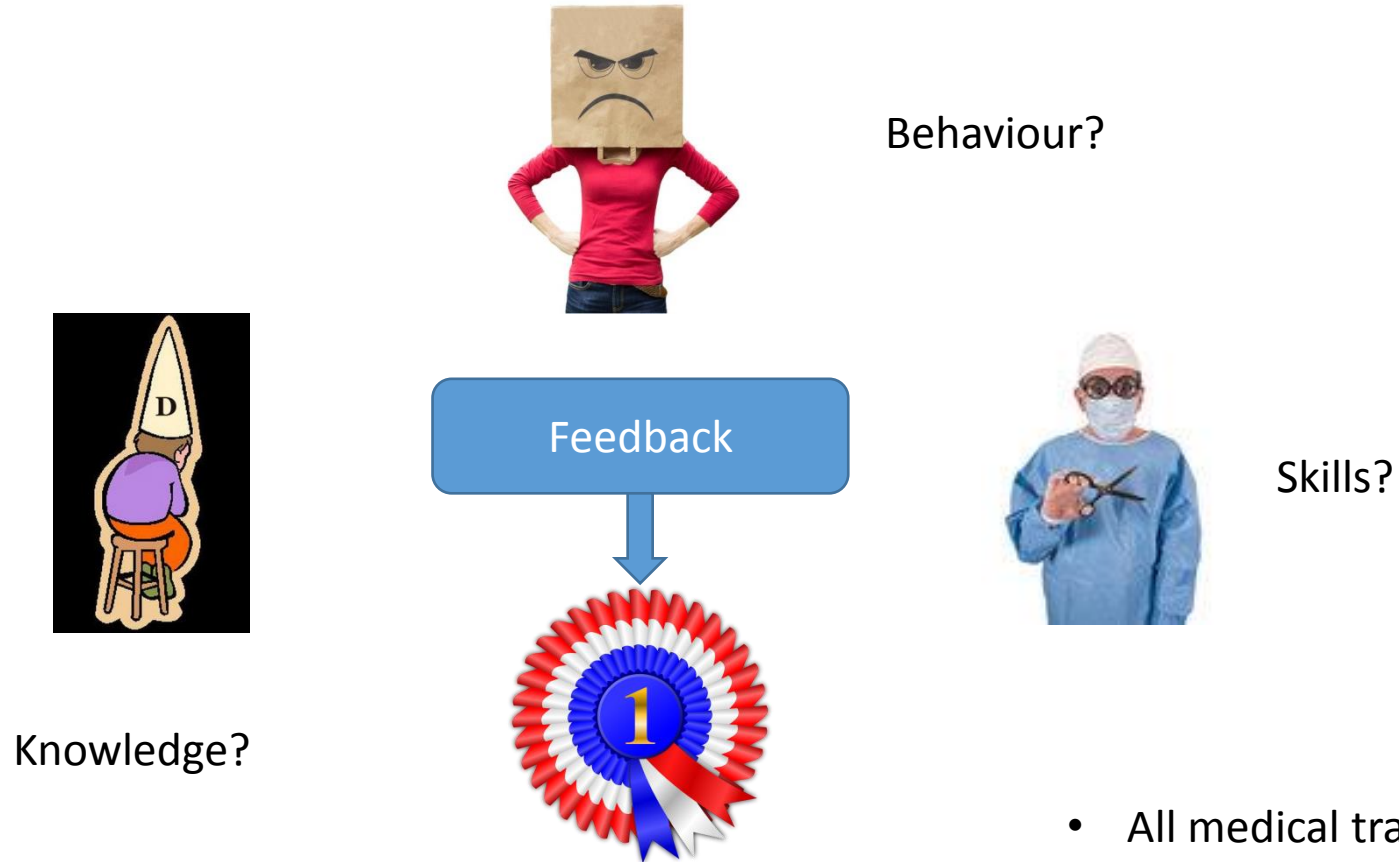 Behaviour?
D
Feedback
Skills?
1
Knowledge?
• All medical tra